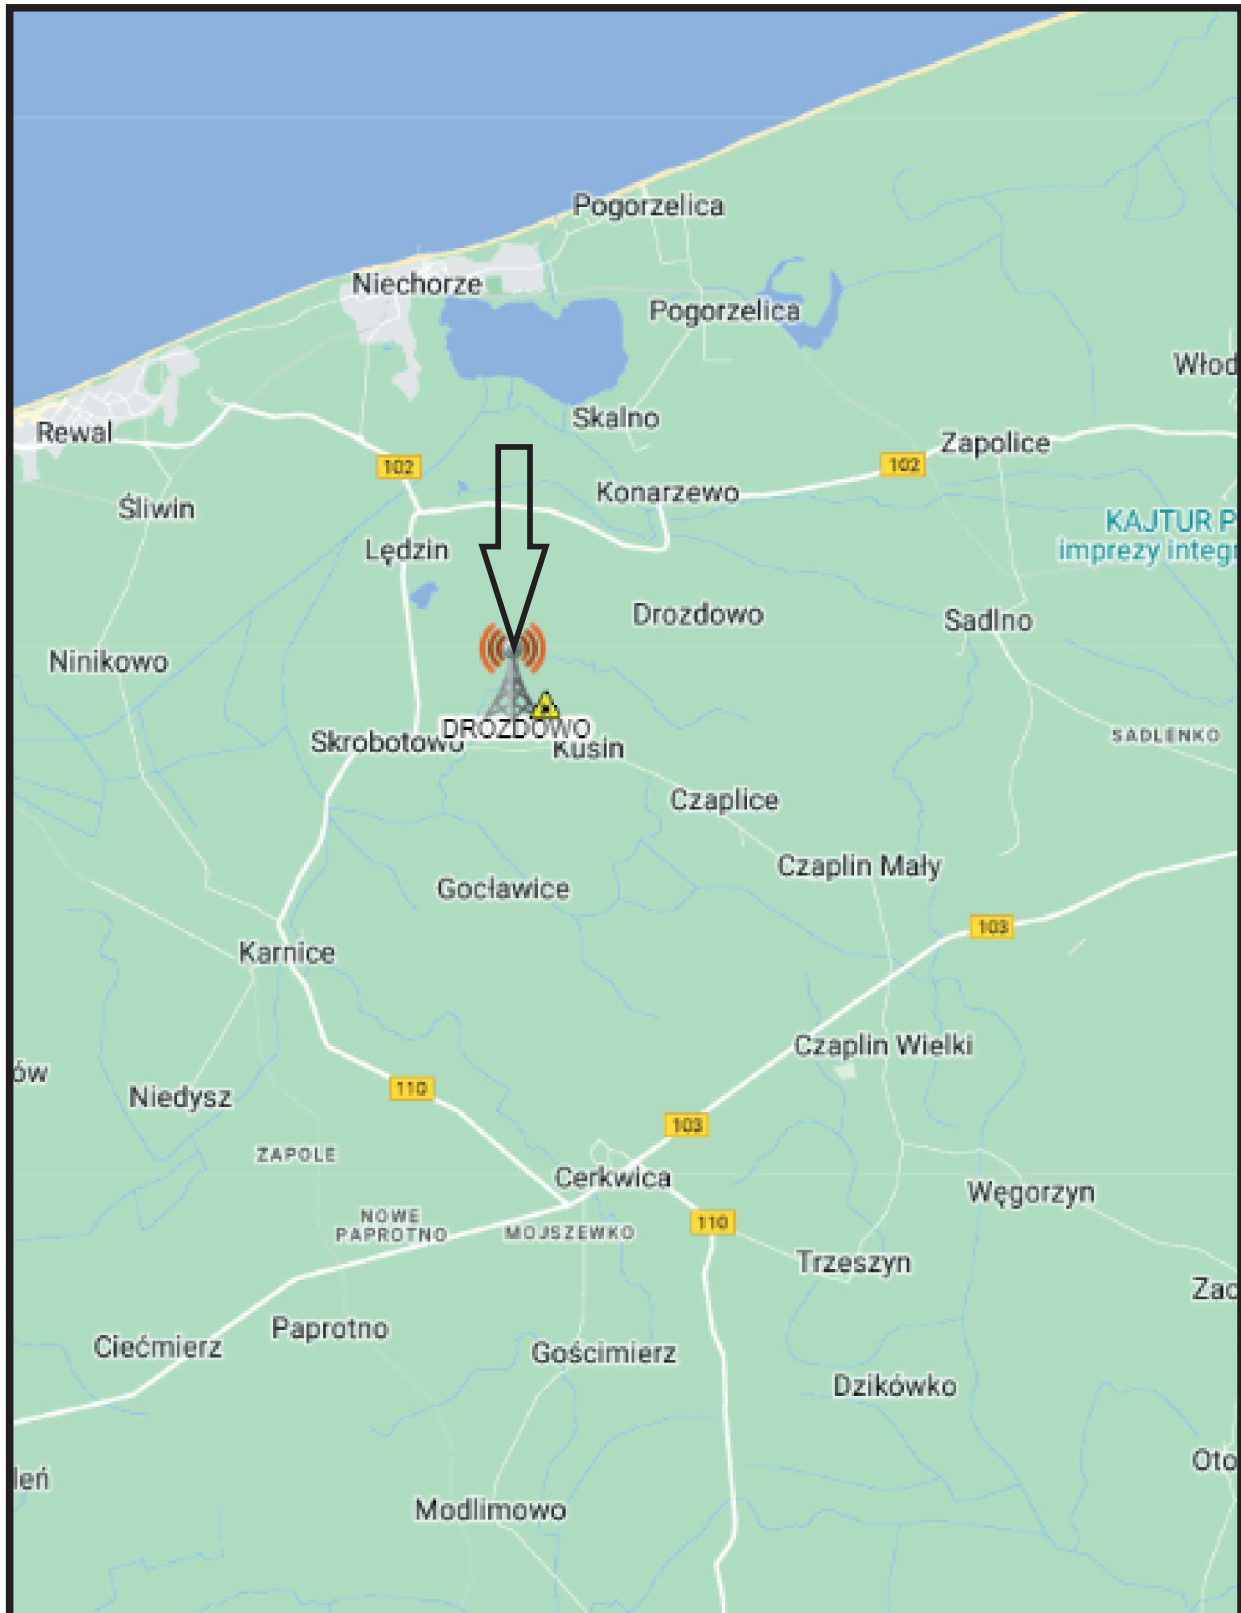 Pogorzelica
Niechorze
Pogorzelica
Włod
Skalno
Rewal
Zapolice
102
102
Konarzewo
Śliwin
KAJTUR P
imprezy integr
Lędzin
Drozdowo
Sadlno
Ninikowo
DROZDOWO
Skrobotowo
Kusin
SADLENKO
Czaplice
Czaplin Mały
Gocławice
103
Karnice
Czaplin Wielki
ów
110
Niedysz
103
ZAPOLE
Cerkwica
Węgorzyn
NOWE
PAPROTNO
110
MOJSZEWKO
Trzeszyn
Zac
Paprotno
Ciećmierz
Gościmierz
Dzikówko
Oto
leń
Modlimowo